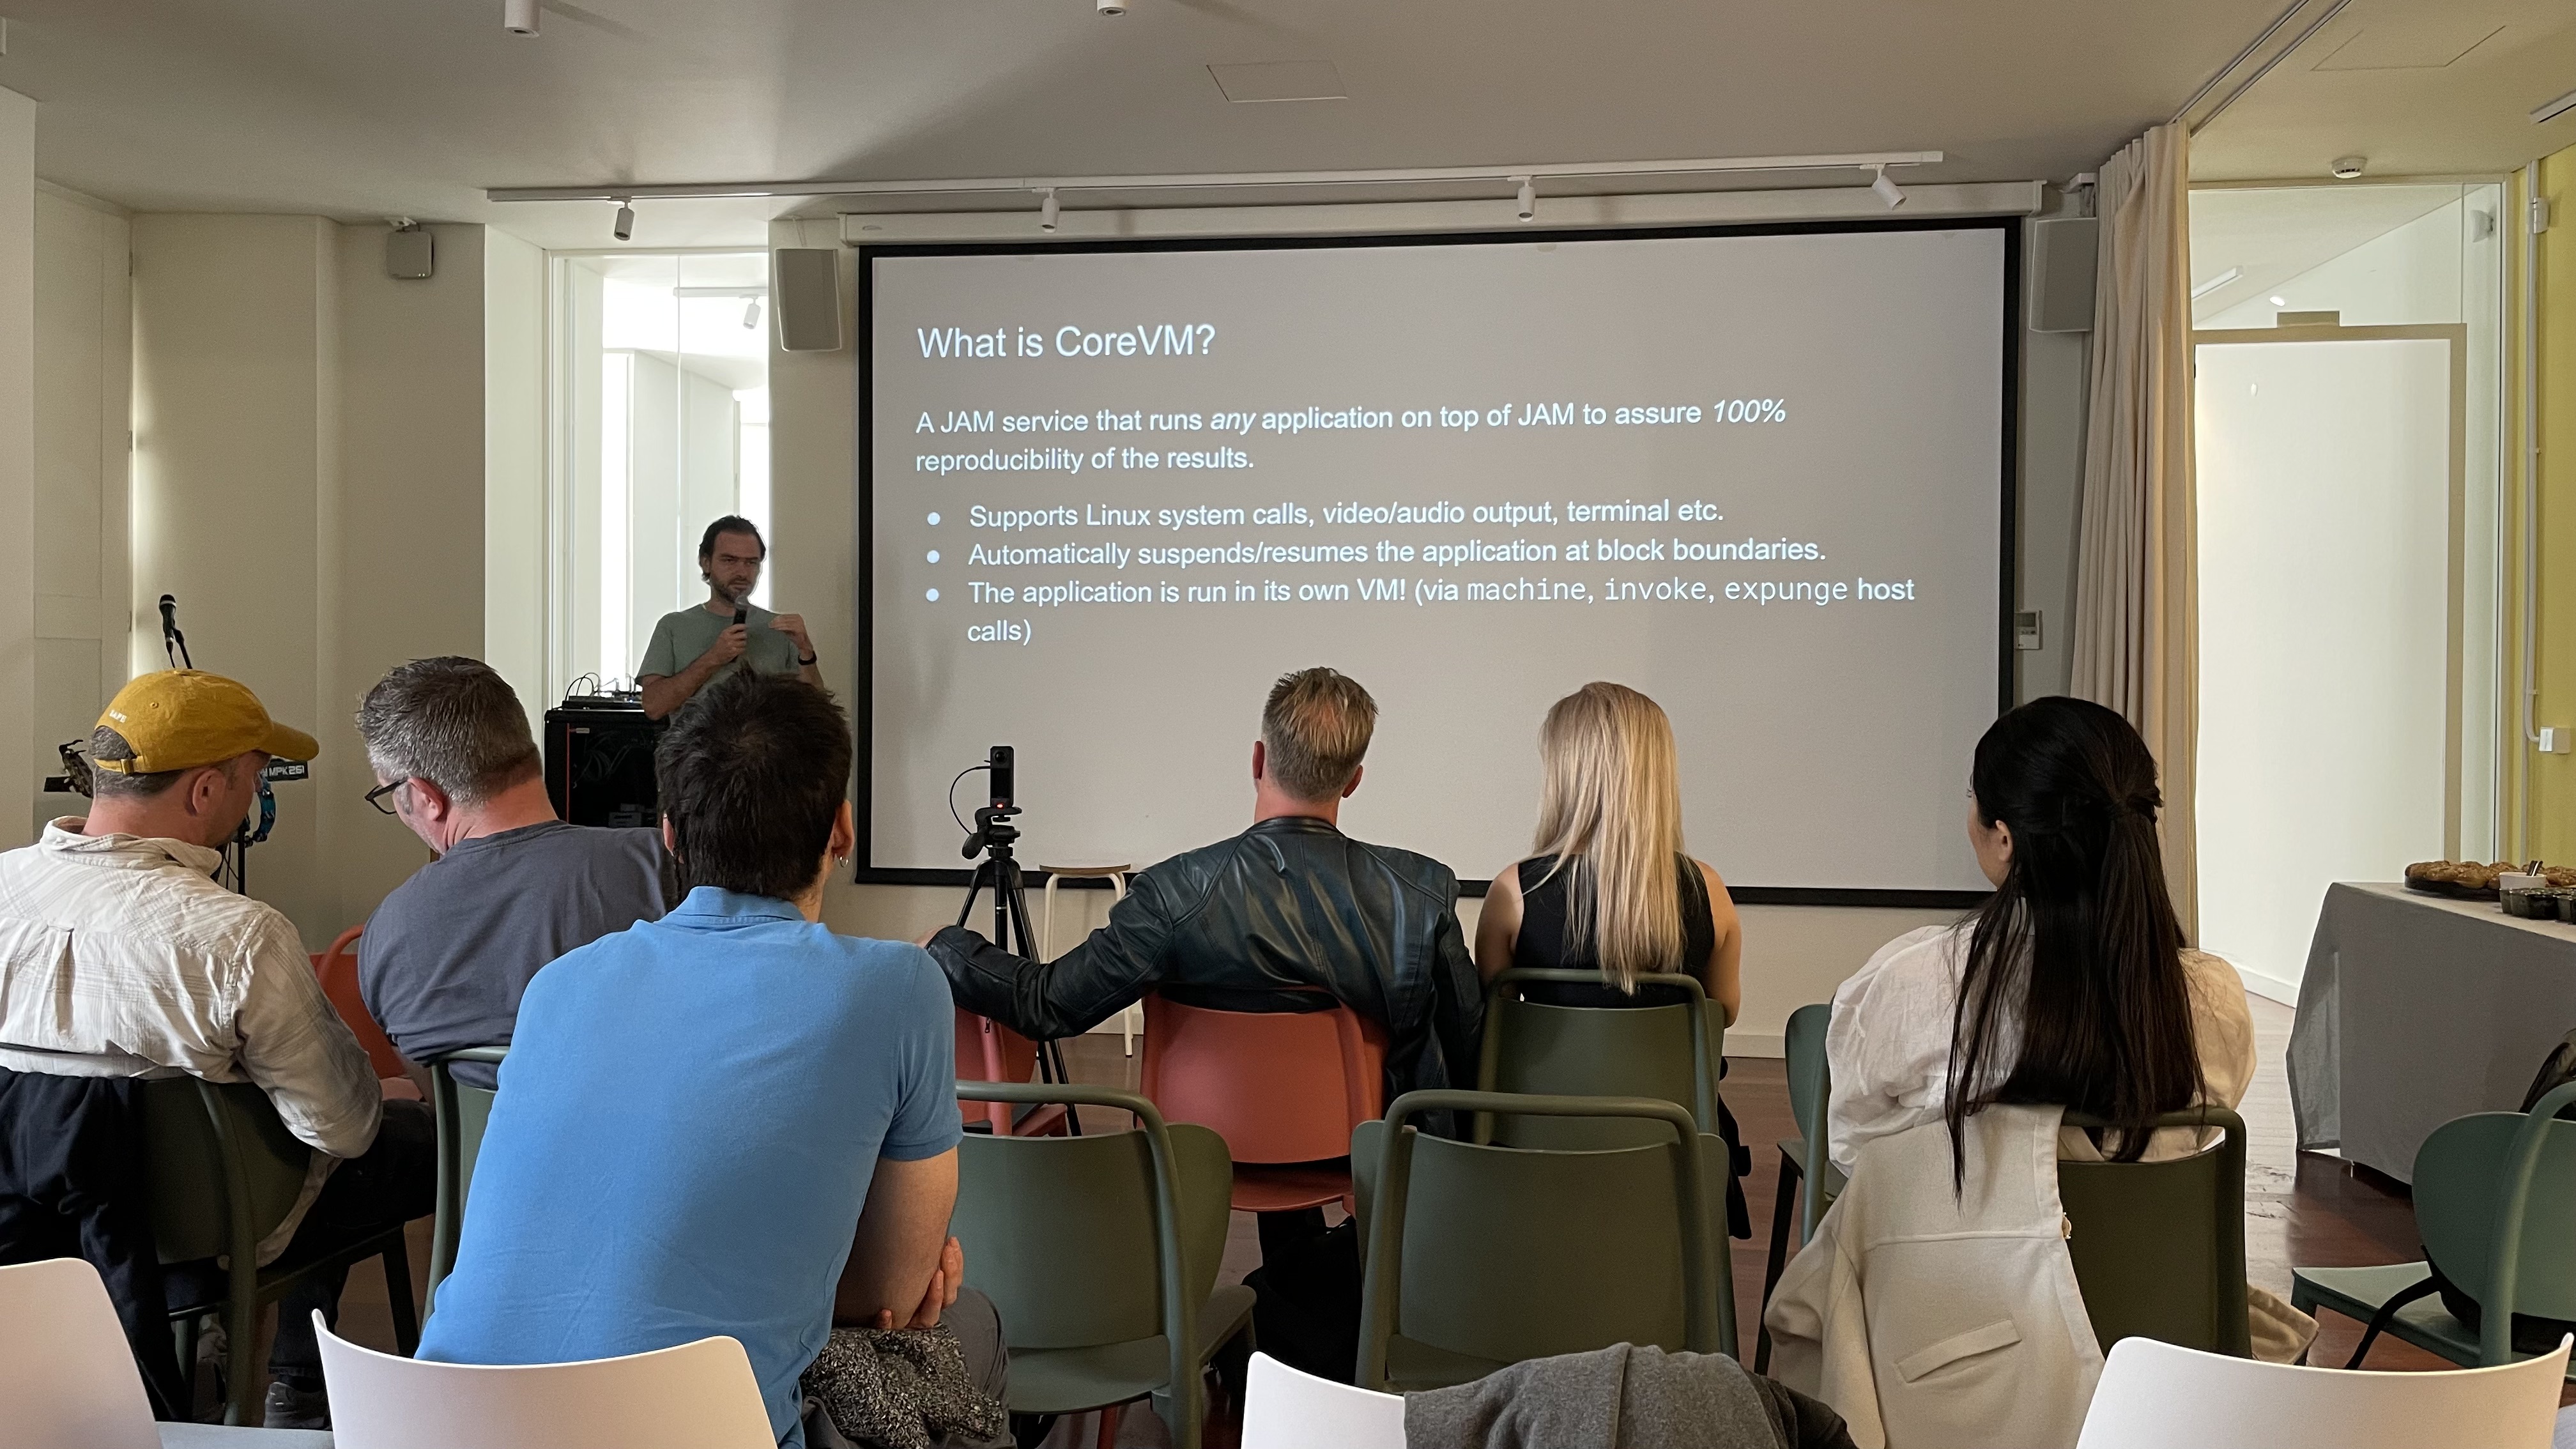 What is CoreVM?
A JAM service that runs any application on top of JAM to assure 100%
reproducibility of the results.
● Supports Linux system calls, video/audio output, terminal etc.
● Automatically suspends/resumes the application at block boundaries.
● The application is run in its own VM! (via machine, invoke, expunge host
calls)
MPK261